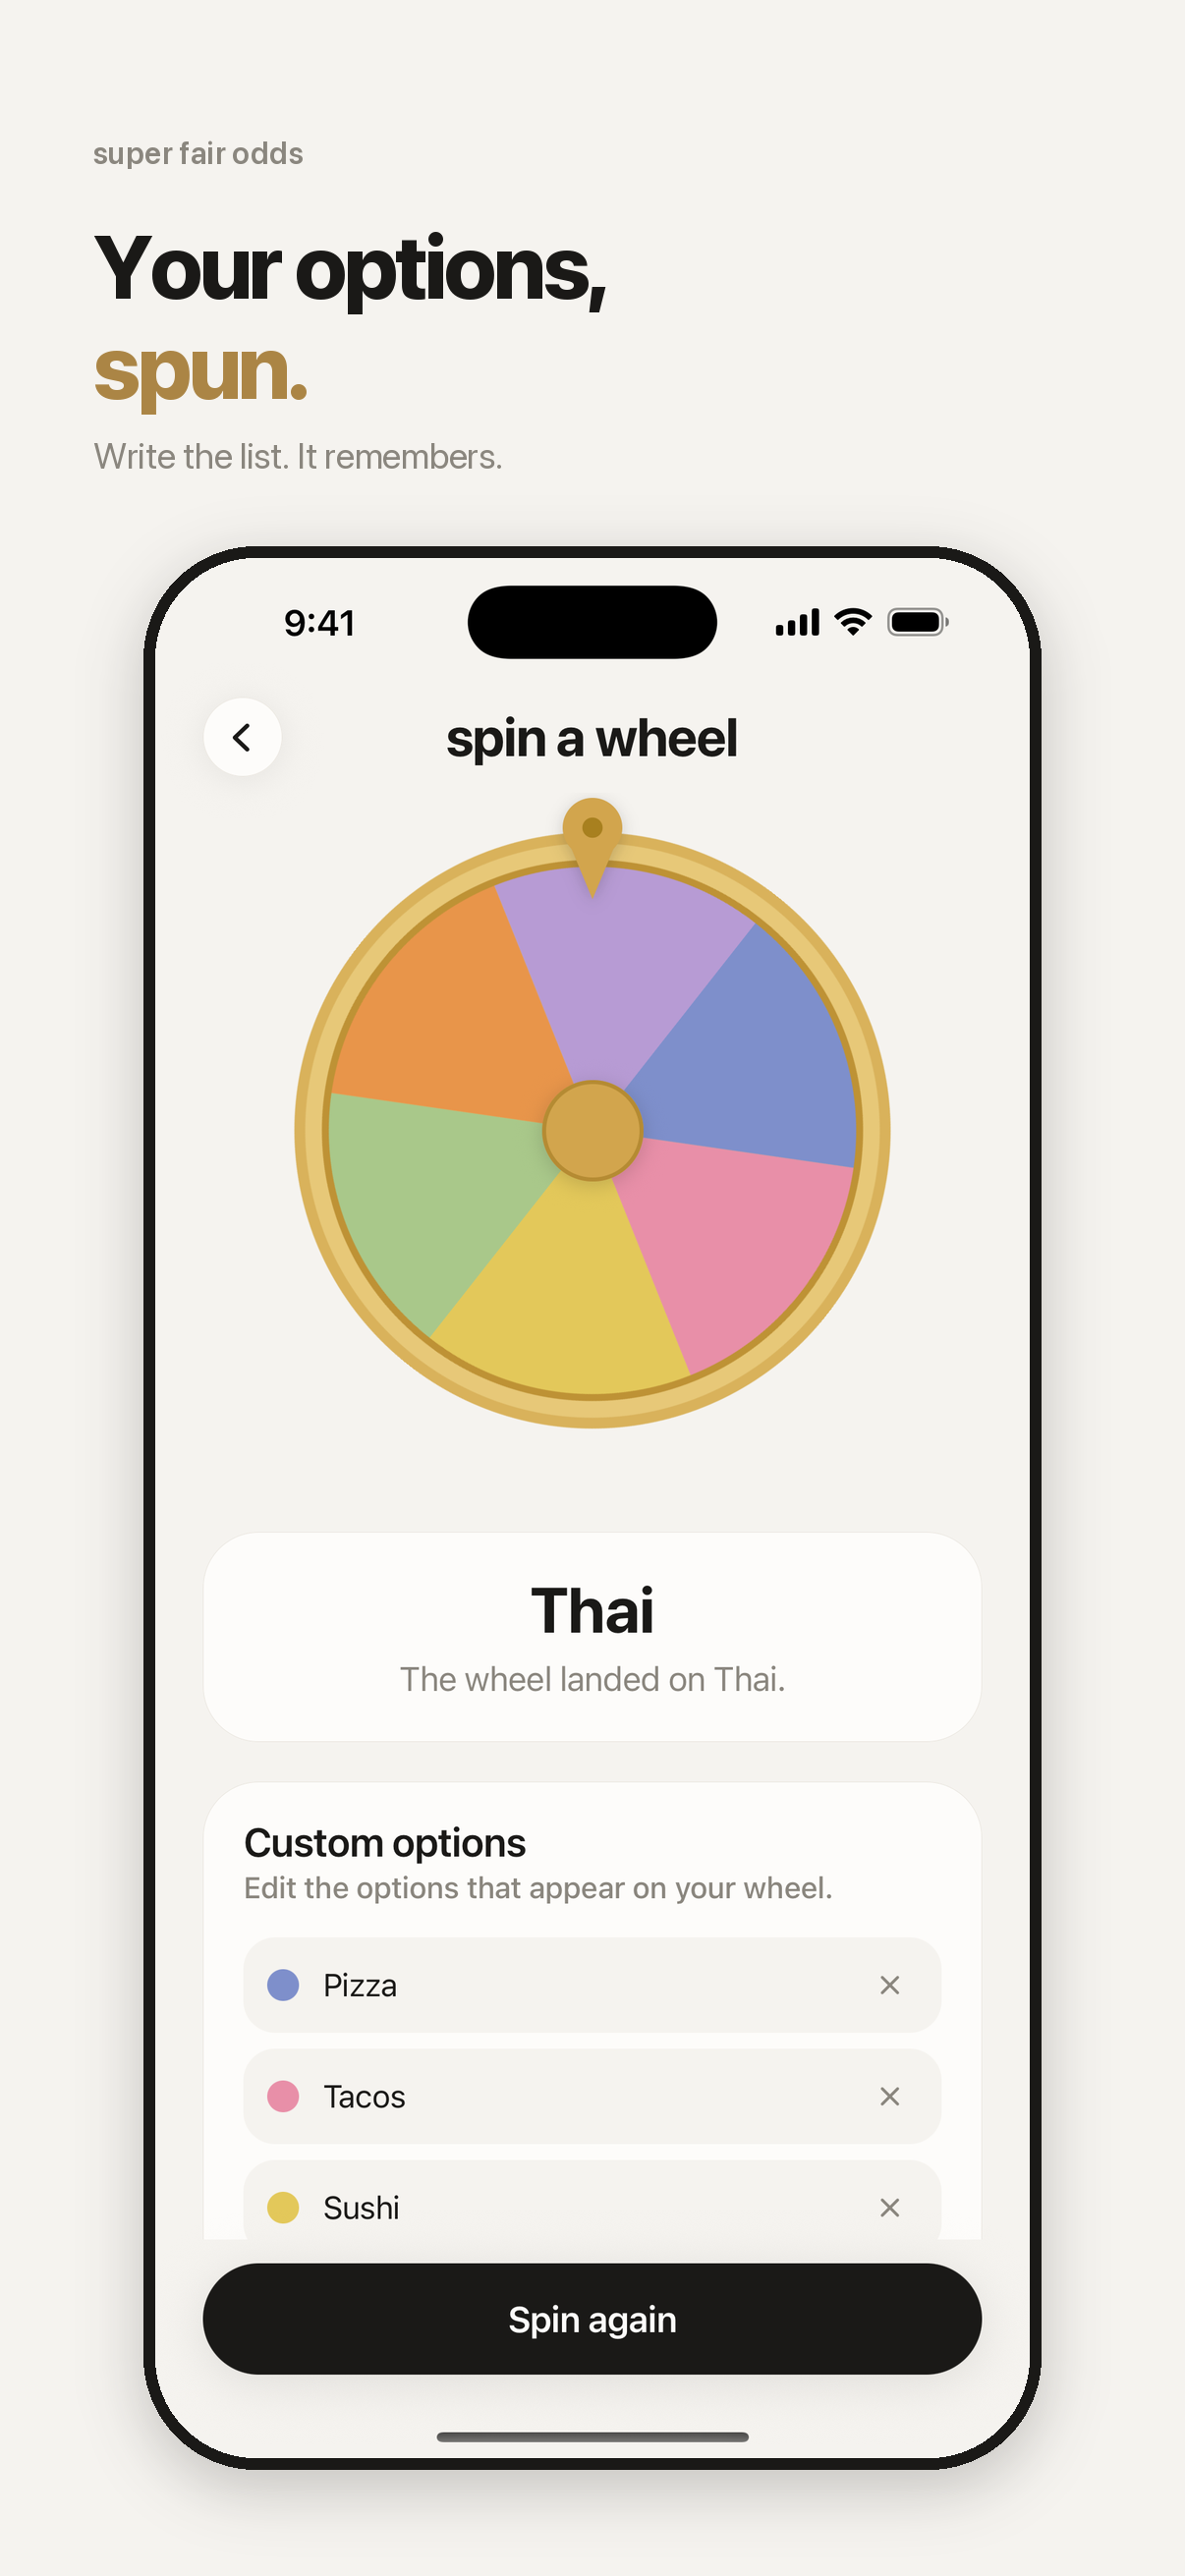 super fair odds
Your options,
spun.
Write the list. It remembers.
9:41
spin a wheel
Thai
The wheel landed on Thai.
Custom options
Edit the options that appear on your wheel.
Pizza
Tacos
Sushi
Spin again